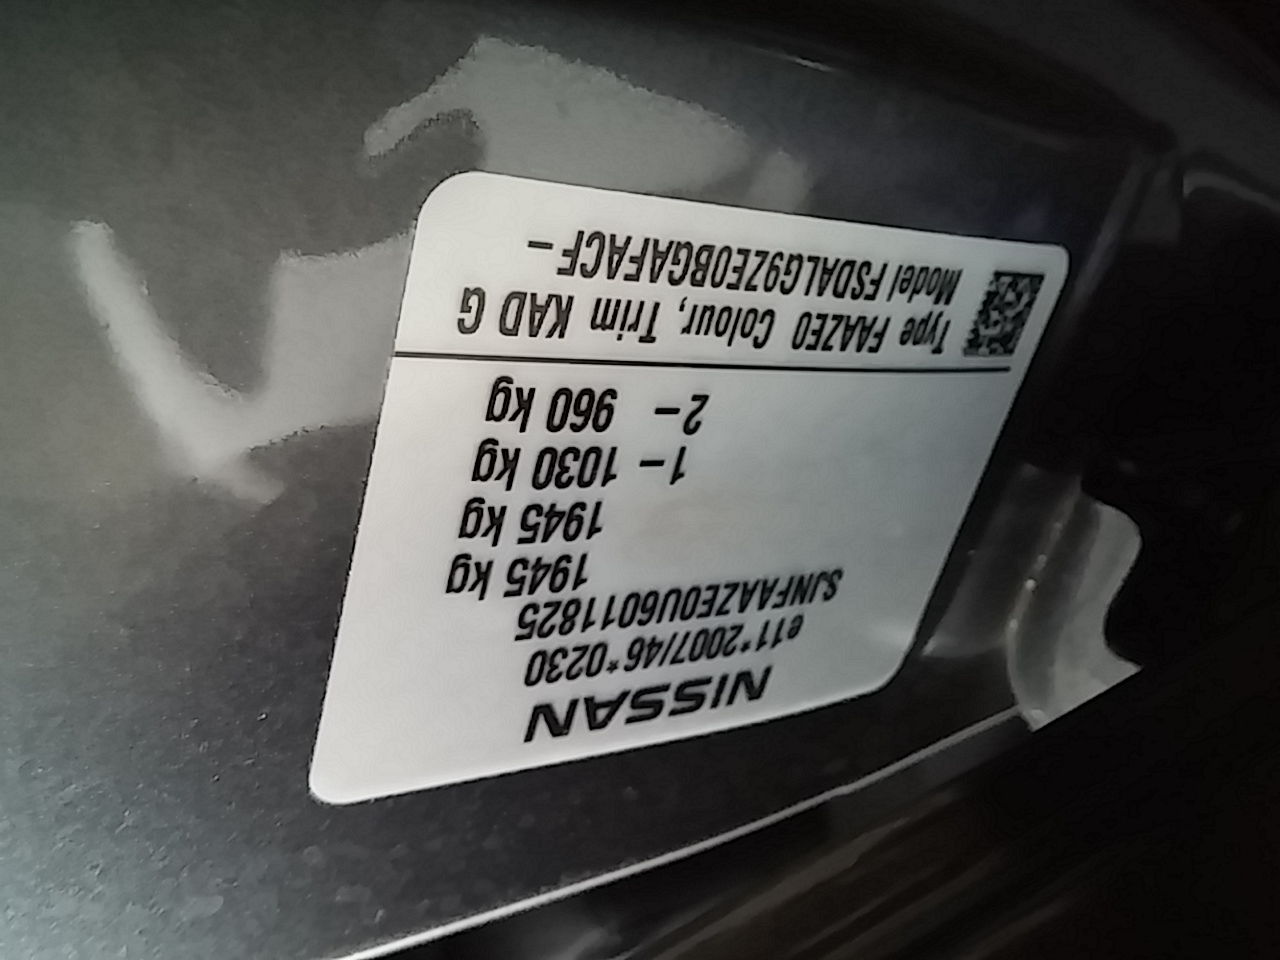 NISSAN
e11*2007/46*0230
SJNFAAZE0U6011825
1945 kg
1945 kg
1- 1030 kg
2- 960 kg
Type FAAZE0 Colour, Trim KAD G
Model FSDALG9ZE0BGAFACF-